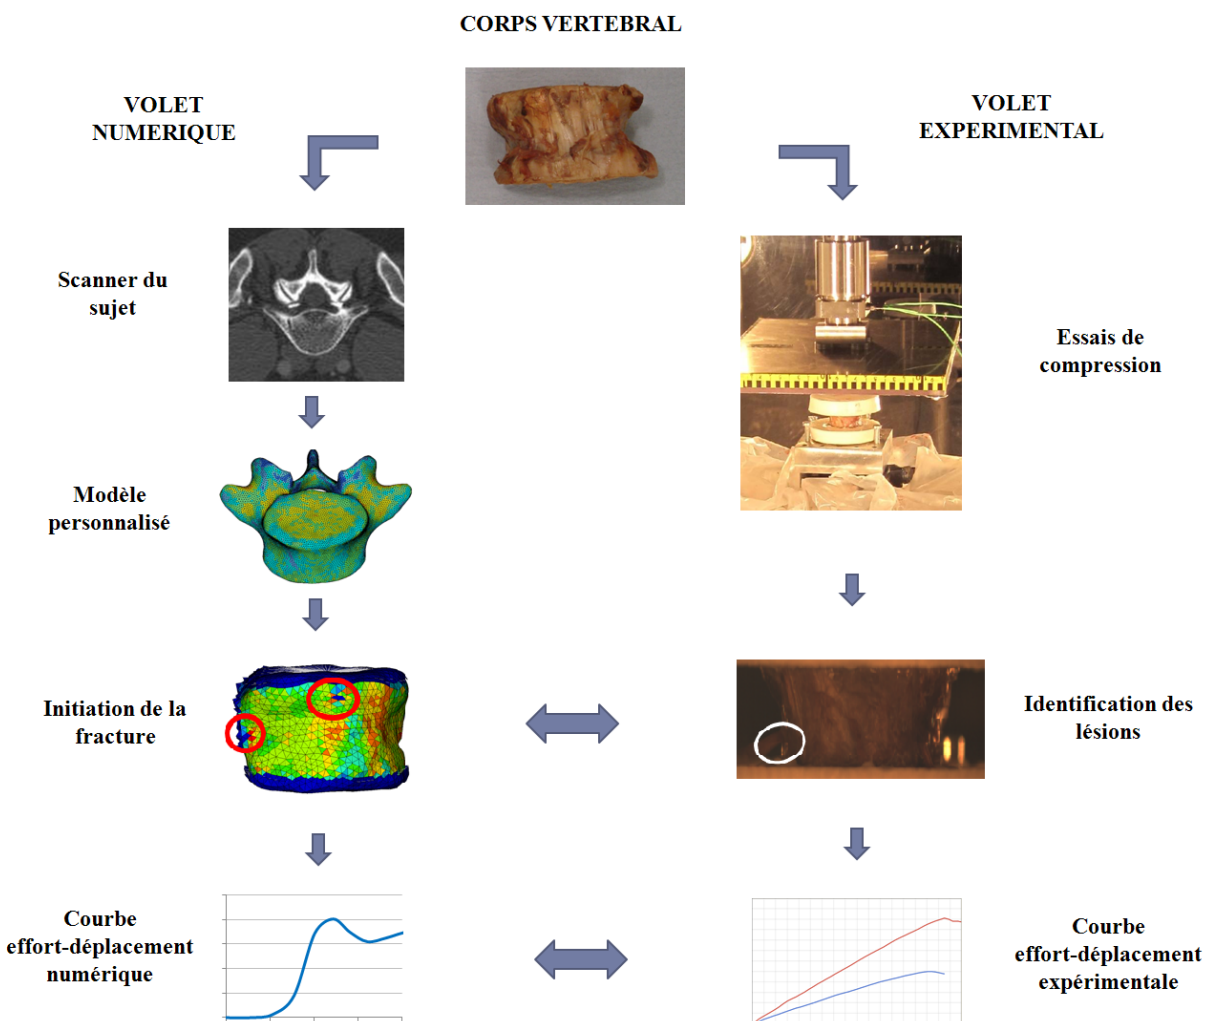 CORPS VERTEBRAL
VOLET
NUMERIQUE
VOLET
EXPERIMENTAL
Scanner du
sujet
Essais de
compression
Modèle
personnalisé
Initiation de la
fracture
Identification des
lésions
Courbe
effort-déplacement
numérique
Courbe
effort-déplacement
expérimentale